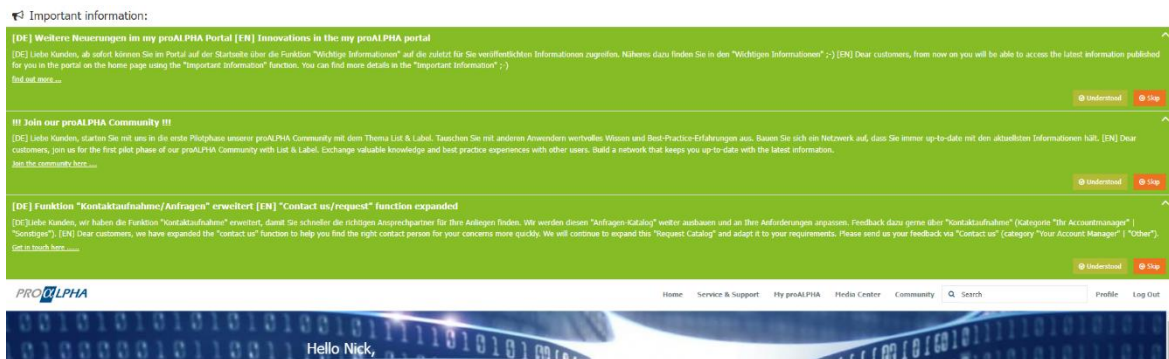 Important information:
[DE] Weitere Neuerungen im my proALPHA Portal [EN] Innovations in the my proALPHA portal
[DE] Liebe Kunden, ab sofort können Sie im Portal auf der Startseite über die Funktion "Wichtige Informationen" auf die zuletzt für Sie veröffentlichten Informationen zugreifen. Näheres dazu finden Sie in den "Wichtigen Informationen" ;-) [EN] Dear customers, from now on you will be able to access the latest information published
for you in the portal on the home page using the "Important Information" function. You can find more details in the "Important Information" ;-)
find out more ...
Understood Skip
!!! Join our proALPHA Community !!!
[DE] Liebe Kunden, starten Sie mit uns in die erste Pilotphase unserer proALPHA Community mit dem Thema List & Label. Tauschen Sie mit anderen Anwendern wertvolles Wissen und Best-Practice-Erfahrungen aus. Bauen Sie sich ein Netzwerk auf, dass Sie immer up-to-date mit den aktuellsten Informationen hält. [EN] Dear
customers, join us for the first pilot phase of our proALPHA Community with List & Label. Exchange valuable knowledge and best practice experiences with other users. Build a network that keeps you up-to-date with the latest information.
Join the community here ....
Understood Skip
[DE] Funktion "Kontaktaufnahme/Anfragen" erweitert [EN] "Contact us/request" function expanded
[DE]Liebe Kunden, wir haben die Funktion "Kontaktaufnahme" erweitert, damit Sie schneller die richtigen Ansprechpartner für Ihre Anliegen finden. Wir werden diesen "Anfragen-Katalog" weiter ausbauen und an Ihre Anforderungen anpassen. Feedback dazu gerne über "Kontaktaufnahme" (Kategorie "Ihr Accountmanager" |
"Sonstiges"). [EN] Dear customers, we have expanded the "contact us" function to help you find the right contact person for your concerns more quickly. We will continue to expand this "Request Catalog" and adapt it to your requirements. Please send us your feedback via "Contact us" (category "Your Account Manager" | "Other").
Get in touch here ......
Understood Skip
PROαLPHA Home Service & Support My proALPHA Media Center Community Search Profile Log Out
Hello Nick,